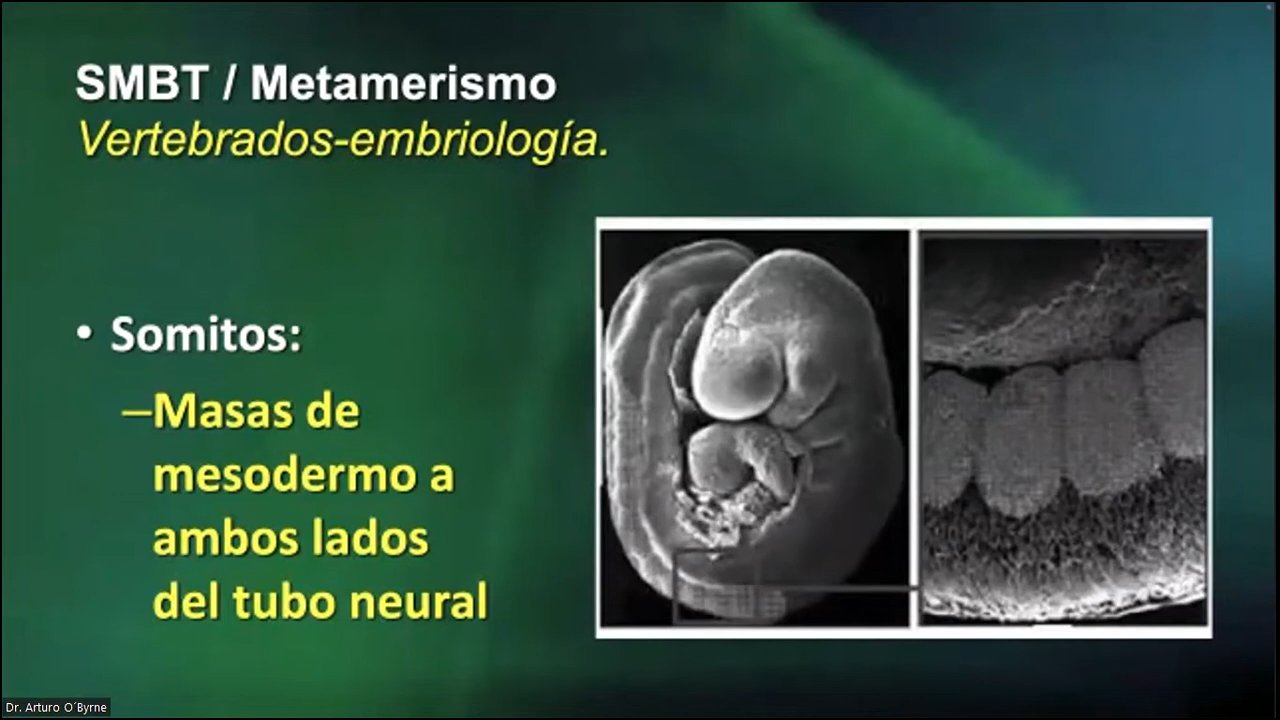 SMBT / Metamerismo
Vertebrados-embriología.
• Somitos:
–Masas de
mesodermo a
ambos lados
del tubo neural
Dr. Arturo O´Byrne